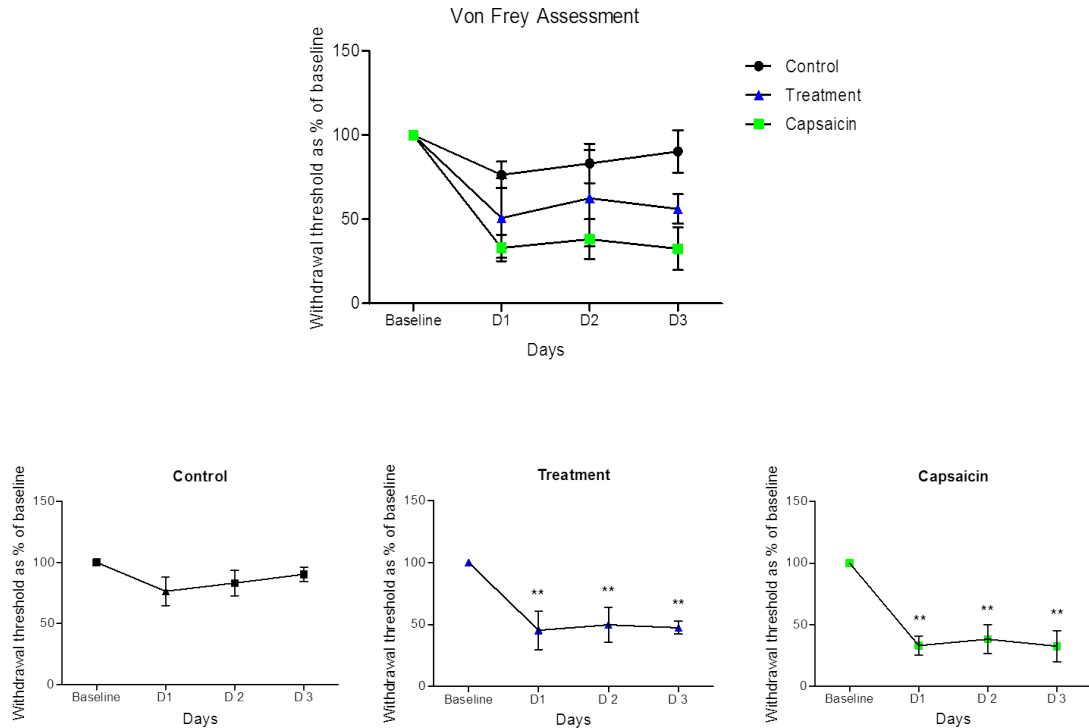 Von Frey Assessment
Withdrawal threshold as % of baseline
150
100
50
0
Baseline D1 D2 D3
Days
Control
Treatment
Capsaicin
Control
Withdrawal threshold as % of baseline
150
100
50
0
Baseline D1 D 2 D 3
Days
Treatment
Withdrawal threshold as % of baseline
150
100
50
0
** ** **
Baseline D1 D 2 D 3
Days
Capsaicin
Withdrawal threshold as % of baseline
150
100
50
0
** ** **
Baseline D1 D 2 D 3
Days